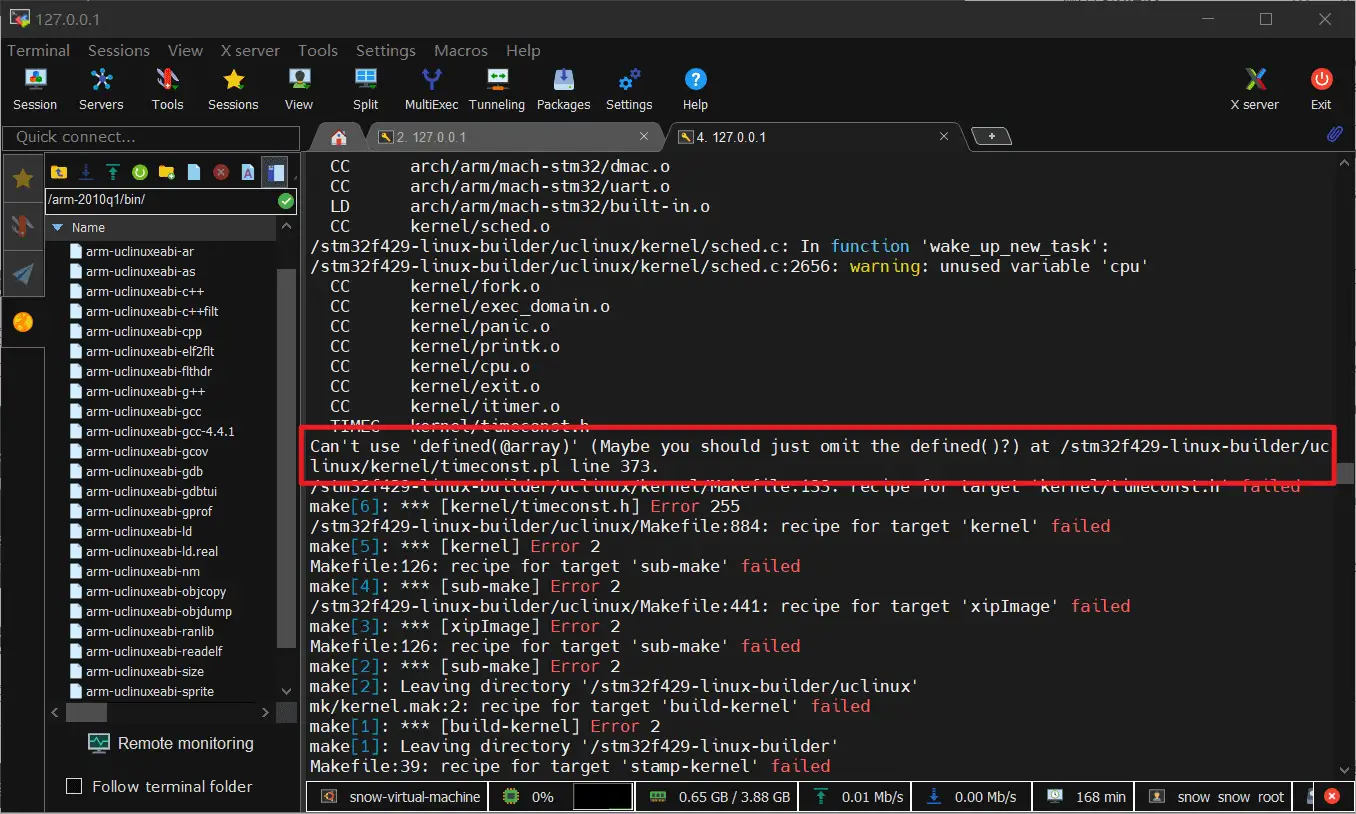 127.0.0.1
Terminal Sessions View X server Tools Settings Macros Help
Session Servers Tools Sessions View Split MultiExec Tunneling Packages Settings Help X server Exit
Quick connect...
2. 127.0.0.1
4. 127.0.0.1
/arm-2010q1/bin/
Name
arm-uclinuxeabi-ar
arm-uclinuxeabi-as
arm-uclinuxeabi-c++
arm-uclinuxeabi-c++filt
arm-uclinuxeabi-cpp
arm-uclinuxeabi-elf2flt
arm-uclinuxeabi-flthdr
arm-uclinuxeabi-g++
arm-uclinuxeabi-gcc
arm-uclinuxeabi-gcc-4.4.1
arm-uclinuxeabi-gcov
arm-uclinuxeabi-gdb
arm-uclinuxeabi-gdbtui
arm-uclinuxeabi-gprof
arm-uclinuxeabi-ld
arm-uclinuxeabi-ld.real
arm-uclinuxeabi-nm
arm-uclinuxeabi-objcopy
arm-uclinuxeabi-objdump
arm-uclinuxeabi-ranlib
arm-uclinuxeabi-readelf
arm-uclinuxeabi-size
arm-uclinuxeabi-sprite
Remote monitoring
Follow terminal folder
CC arch/arm/mach-stm32/dmac.o
CC arch/arm/mach-stm32/uart.o
LD arch/arm/mach-stm32/built-in.o
CC kernel/sched.o
/stm32f429-linux-builder/uclinux/kernel/sched.c: In function 'wake_up_new_task':
/stm32f429-linux-builder/uclinux/kernel/sched.c:2656: warning: unused variable 'cpu'
CC kernel/fork.o
CC kernel/exec_domain.o
CC kernel/panic.o
CC kernel/printk.o
CC kernel/cpu.o
CC kernel/exit.o
CC kernel/itimer.o
TIMEC kernel/timeconst.h
Can't use 'defined(@array)' (Maybe you should just omit the defined()?) at /stm32f429-linux-builder/uc
linux/kernel/timeconst.pl line 373.
/stm32f429-linux-builder/uclinux/kernel/Makefile:133: recipe for target 'kernel/timeconst.h' failed
make[6]: *** [kernel/timeconst.h] Error 255
/stm32f429-linux-builder/uclinux/Makefile:884: recipe for target 'kernel' failed
make[5]: *** [kernel] Error 2
Makefile:126: recipe for target 'sub-make' failed
make[4]: *** [sub-make] Error 2
/stm32f429-linux-builder/uclinux/Makefile:441: recipe for target 'xipImage' failed
make[3]: *** [xipImage] Error 2
Makefile:126: recipe for target 'sub-make' failed
make[2]: *** [sub-make] Error 2
make[2]: Leaving directory '/stm32f429-linux-builder/uclinux'
mk/kernel.mak:2: recipe for target 'build-kernel' failed
make[1]: *** [build-kernel] Error 2
make[1]: Leaving directory '/stm32f429-linux-builder'
Makefile:39: recipe for target 'stamp-kernel' failed
snow-virtual-machine 0% 0.65 GB / 3.88 GB 0.01 Mb/s 0.00 Mb/s 168 min snow snow root